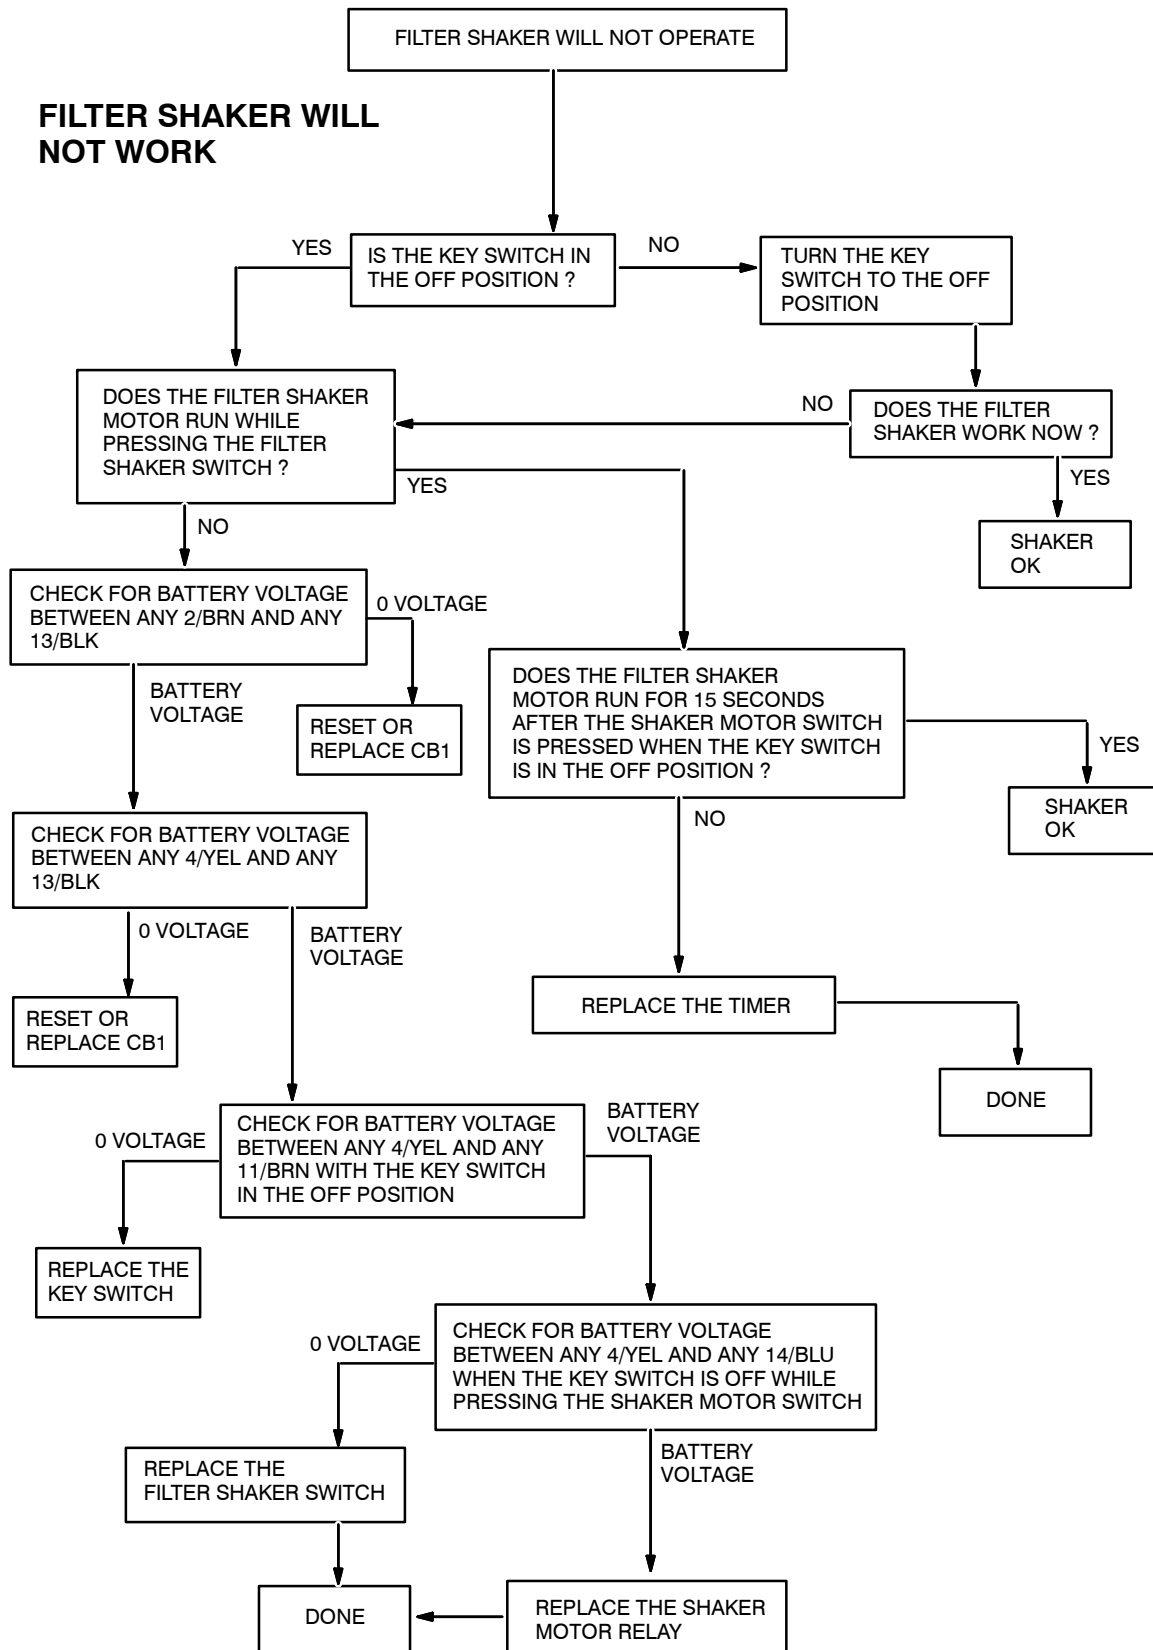 FILTER SHAKER WILL NOT OPERATE
FILTER SHAKER WILL
NOT WORK
YES
IS THE KEY SWITCH IN
THE OFF POSITION ?
NO
TURN THE KEY
SWITCH TO THE OFF
POSITION
DOES THE FILTER SHAKER
MOTOR RUN WHILE
PRESSING THE FILTER
SHAKER SWITCH ?
NO
DOES THE FILTER
SHAKER WORK NOW ?
YES
YES
SHAKER
OK
NO
CHECK FOR BATTERY VOLTAGE
BETWEEN ANY 2/BRN AND ANY
13/BLK
0 VOLTAGE
RESET OR
REPLACE CB1
BATTERY
VOLTAGE
DOES THE FILTER SHAKER
MOTOR RUN FOR 15 SECONDS
AFTER THE SHAKER MOTOR SWITCH
IS PRESSED WHEN THE KEY SWITCH
IS IN THE OFF POSITION ?
YES
SHAKER
OK
NO
CHECK FOR BATTERY VOLTAGE
BETWEEN ANY 4/YEL AND ANY
13/BLK
0 VOLTAGE
BATTERY
VOLTAGE
RESET OR
REPLACE CB1
REPLACE THE TIMER
DONE
0 VOLTAGE
CHECK FOR BATTERY VOLTAGE
BETWEEN ANY 4/YEL AND ANY
11/BRN WITH THE KEY SWITCH
IN THE OFF POSITION
BATTERY
VOLTAGE
REPLACE THE
KEY SWITCH
0 VOLTAGE
CHECK FOR BATTERY VOLTAGE
BETWEEN ANY 4/YEL AND ANY 14/BLU
WHEN THE KEY SWITCH IS OFF WHILE
PRESSING THE SHAKER MOTOR SWITCH
BATTERY
VOLTAGE
REPLACE THE
FILTER SHAKER SWITCH
DONE
REPLACE THE SHAKER
MOTOR RELAY